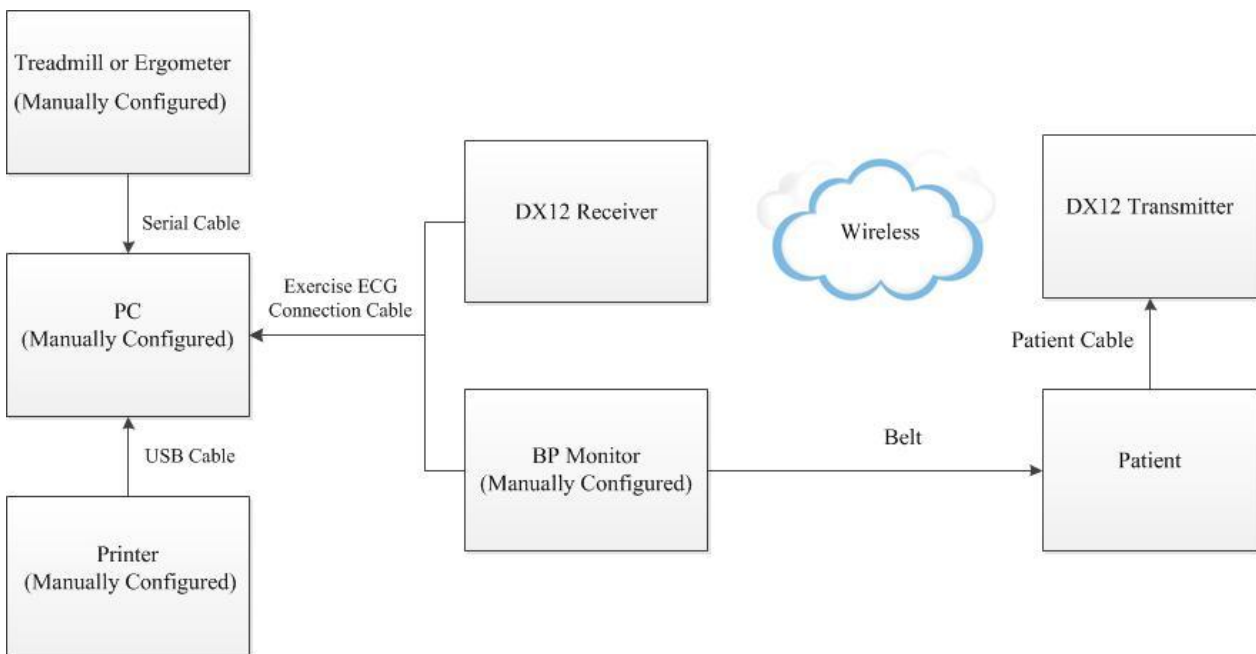 Treadmill or Ergometer
(Manually Configured)
Serial Cable
PC
(Manually Configured)
USB Cable
Printer
(Manually Configured)
Exercise ECG
Connection Cable
DX12 Receiver
BP Monitor
(Manually Configured)
Wireless
Belt
DX12 Transmitter
Patient Cable
Patient